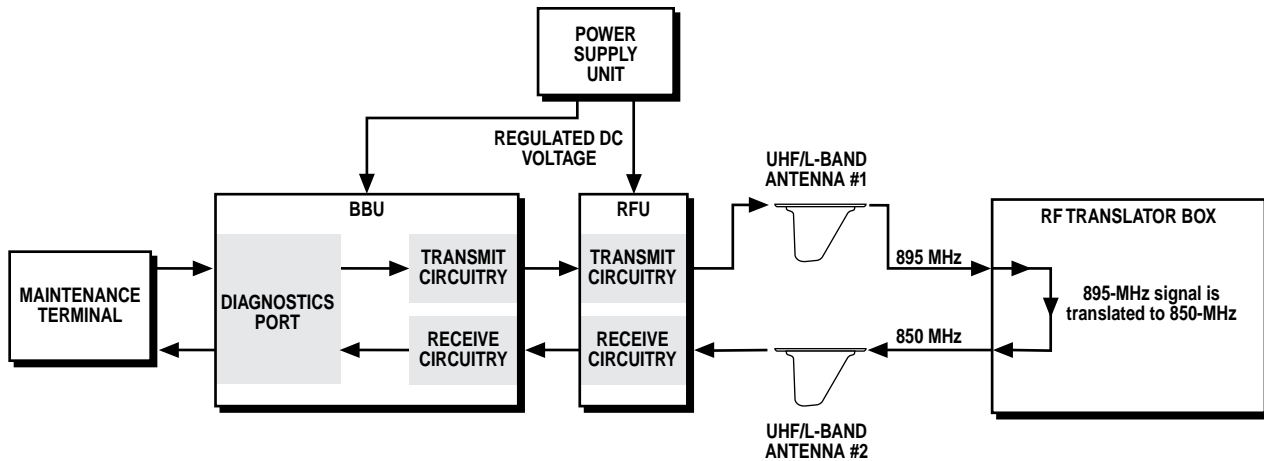 POWER
SUPPLY
UNIT
REGULATED DC
VOLTAGE
UHF/L-BAND
ANTENNA #1
BBU
RFU
RF TRANSLATOR BOX
MAINTENANCE
TERMINAL
DIAGNOSTICS
PORT
TRANSMIT
CIRCUITRY
TRANSMIT
CIRCUITRY
895 MHz
895-MHz signal is
translated to 850-MHz
RECEIVE
CIRCUITRY
RECEIVE
CIRCUITRY
850 MHz
UHF/L-BAND
ANTENNA #2